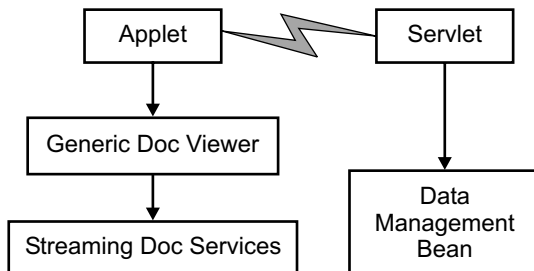 Applet
Servlet
Generic Doc Viewer
Data
Management
Bean
Streaming Doc Services